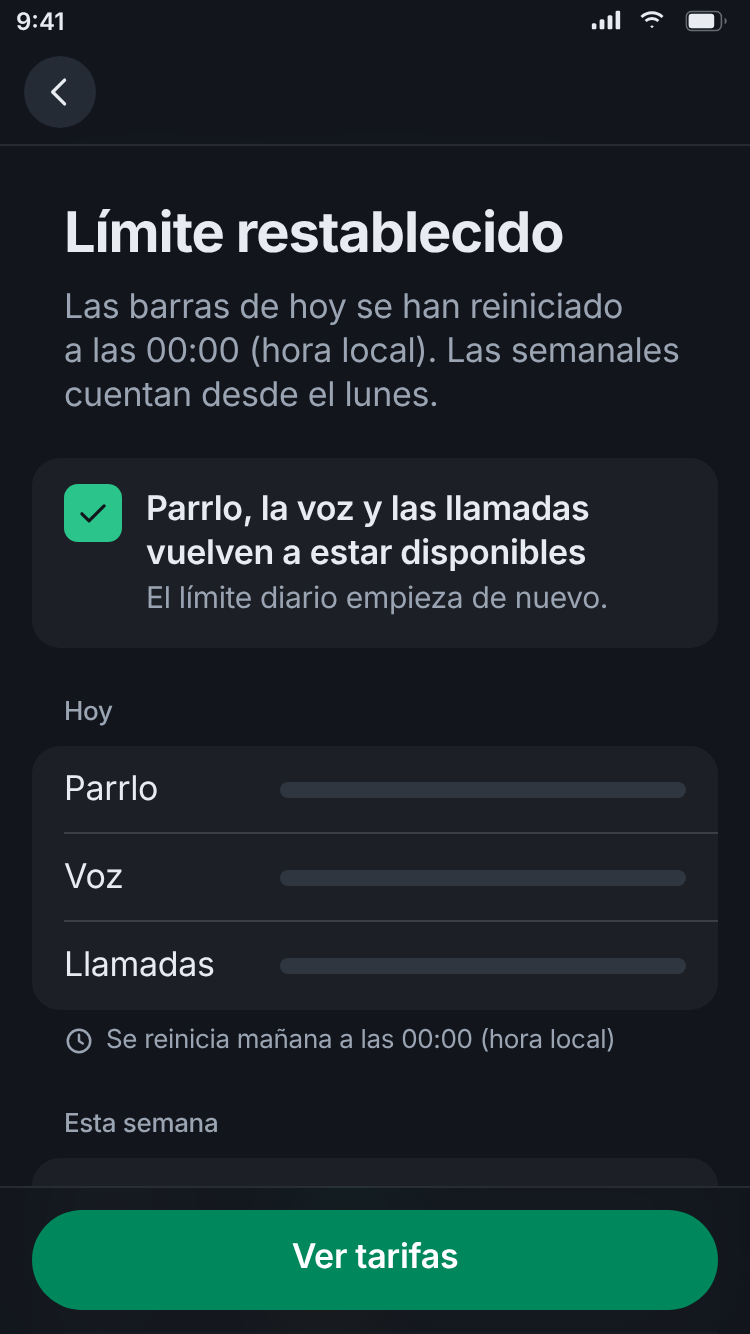 9:41
Límite restablecido
Las barras de hoy se han reiniciado
a las 00:00 (hora local). Las semanales
cuentan desde el lunes.
Parrlo, la voz y las llamadas
vuelven a estar disponibles
El límite diario empieza de nuevo.
Hoy
Parrlo
Voz
Llamadas
Se reinicia mañana a las 00:00 (hora local)
Esta semana
Ver tarifas